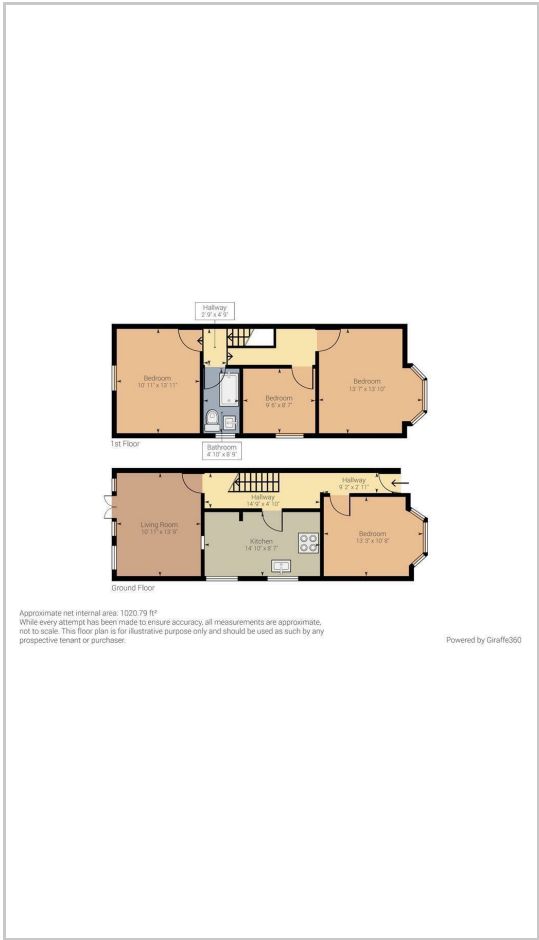 Hallway
2' 9" x 4' 9"
Bedroom
10' 11" x 13' 11"
Bedroom
9' 6" x 8' 7"
Bedroom
13' 7" x 13' 10"
1st Floor
Bathroom
4' 10" x 8' 9"
Hallway
9' 2" x 2' 11"
Hallway
14' 9" x 4' 10"
Living Room
10' 11" x 13' 9"
Kitchen
14' 10" x 8' 7"
Bedroom
13' 3" x 10' 8"
Ground Floor
Approximate net internal area: 1020.79 ft²
While every attempt has been made to ensure accuracy, all measurements are approximate,
not to scale. This floor plan is for illustrative purpose only and should be used as such by any
prospective tenant or purchaser.
Powered by Giraffe360